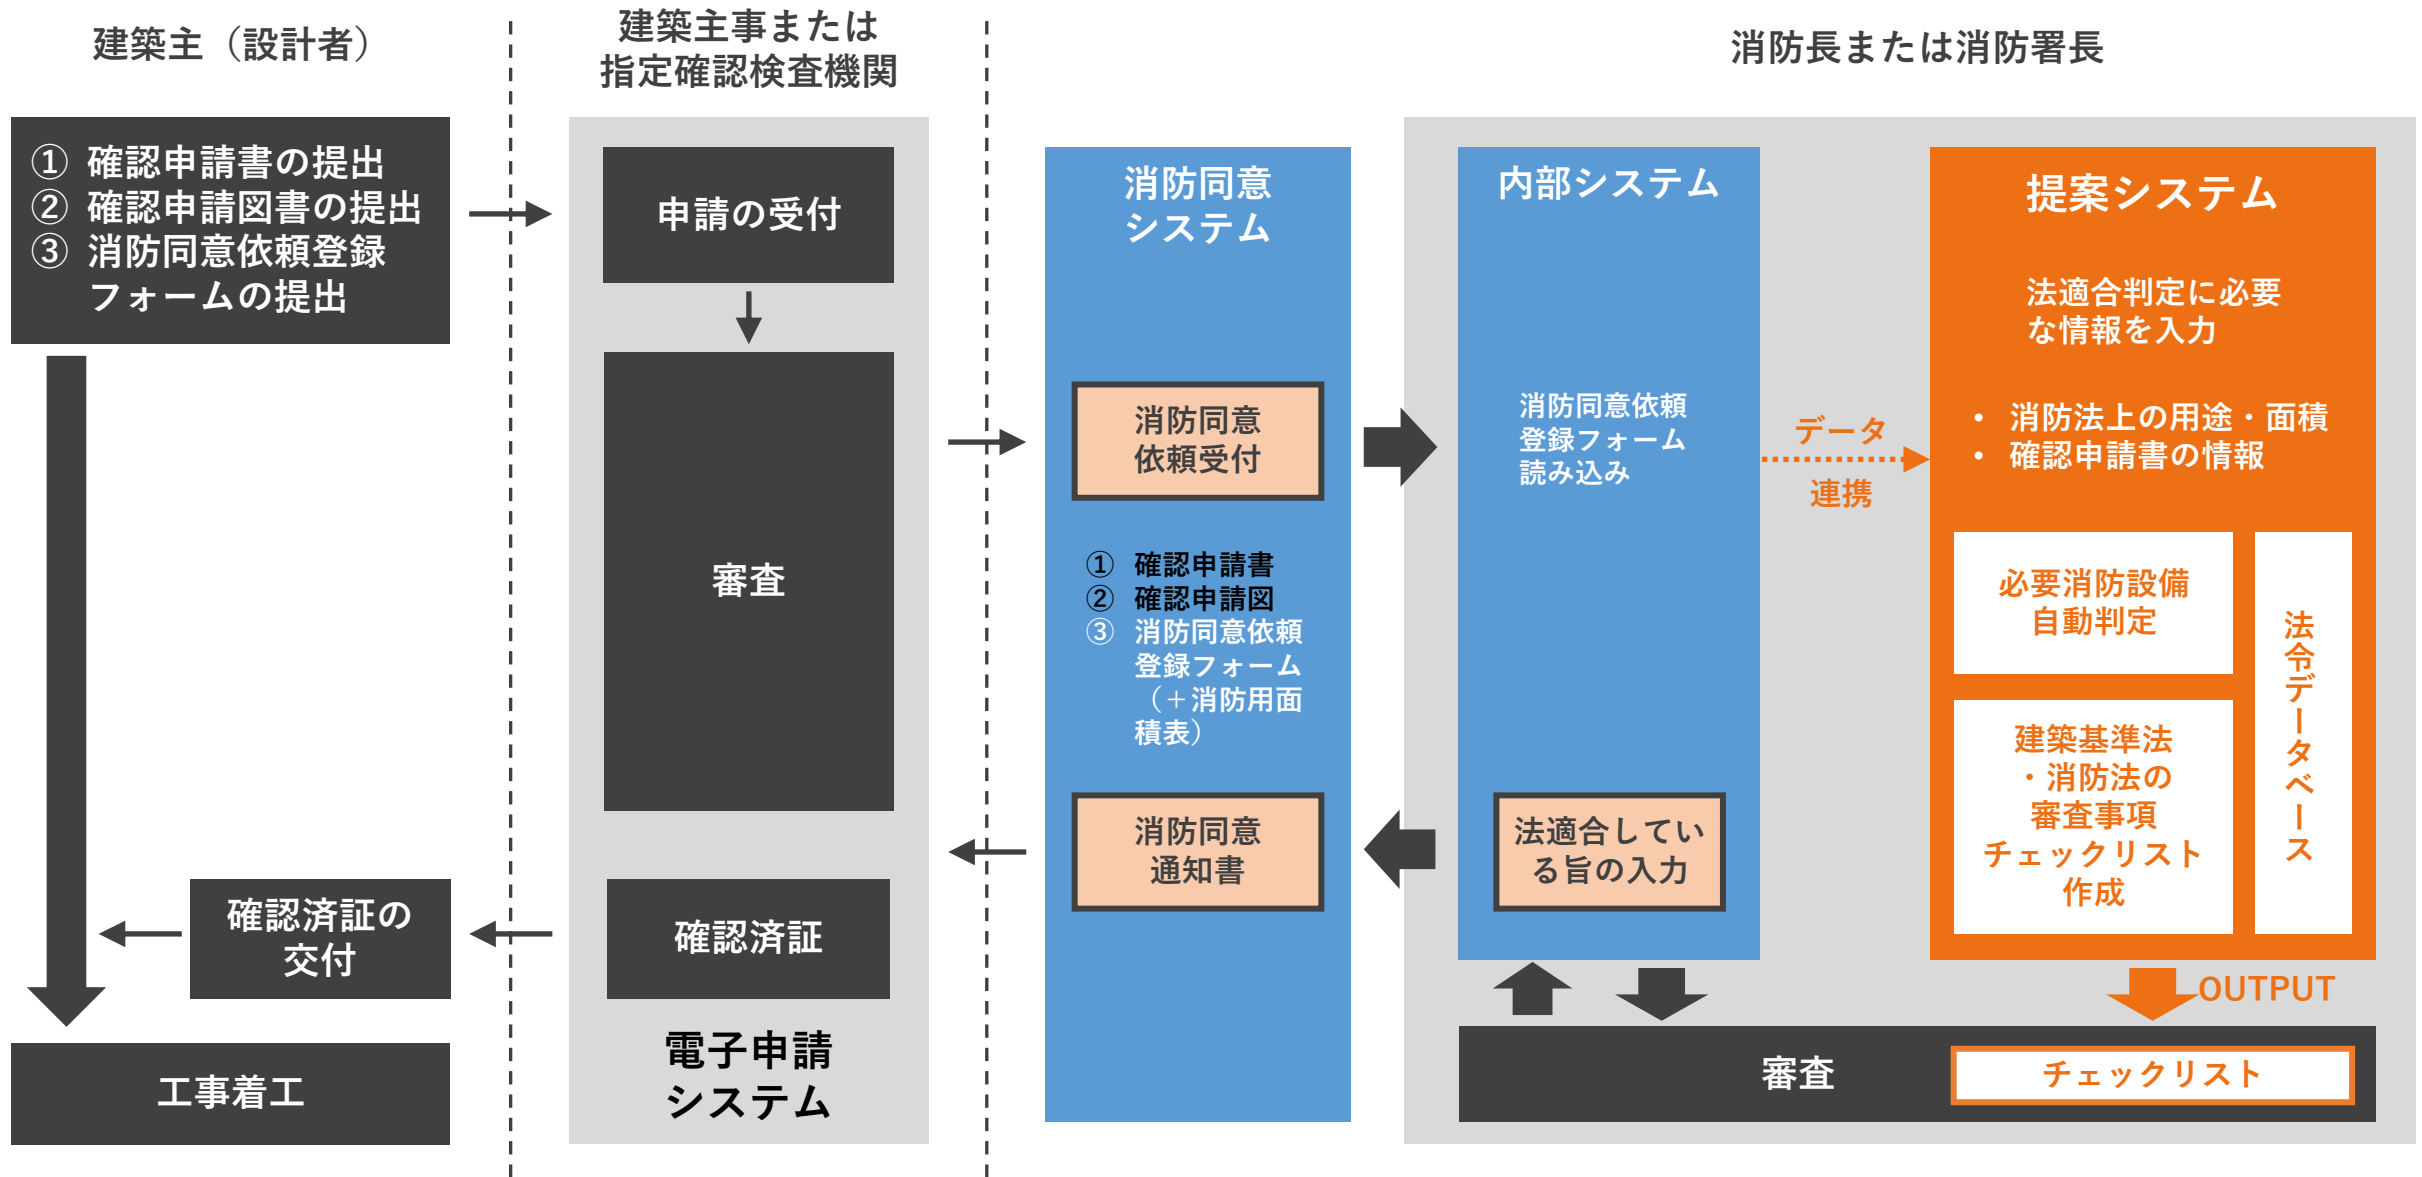 建築主（設計者）
建築主事または
指定確認検査機関
消防長または消防署長
① 確認申請書の提出
② 確認申請図書の提出
③ 消防同意依頼登録
フォームの提出
申請の受付
審査
確認済証
電子申請
システム
確認済証の
交付
工事着工
消防同意
システム
消防同意
依頼受付
① 確認申請書
② 確認申請図
③ 消防同意依頼
登録フォーム
（＋消防用面
積表）
消防同意
通知書
内部システム
消防同意依頼
登録フォーム
読み込み
法適合してい
る旨の入力
データ
連携
提案システム
法適合判定に必要
な情報を入力
・ 消防法上の用途・面積
・ 確認申請書の情報
必要消防設備
自動判定
建築基準法
・消防法の
審査事項
チェックリスト
作成
法令データベース
OUTPUT
審査
チェックリスト